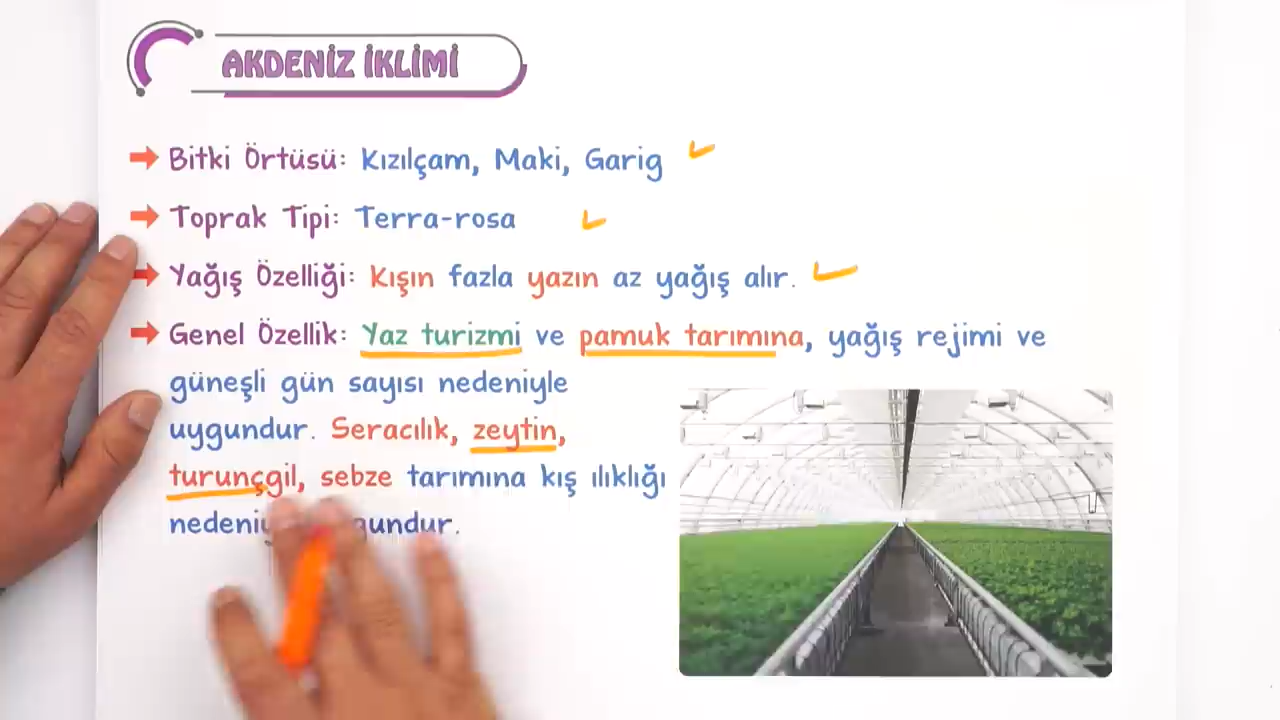 AKDENİZ İKLİMİ
Bitki Örtüsü: Kızılçam, Maki, Garig
Toprak Tipi: Terra-rosa
Yağış Özelliği: Kışın fazla yazın az yağış alır.
Genel Özellik: Yaz turizmi ve pamuk tarımına, yağış rejimi ve
güneşli gün sayısı nedeniyle
uygundur. Seracılık, zeytin,
turunçgil, sebze tarımına kış ılıklığı